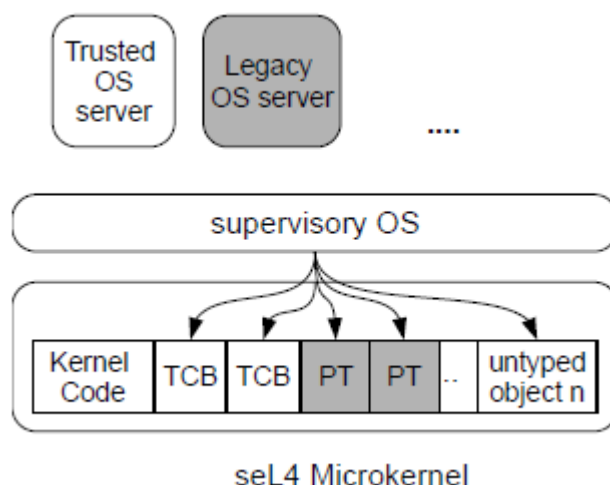 Trusted
OS
server
Legacy
OS server
....
supervisory OS
Kernel
Code
TCB
TCB
PT
PT
..
untyped
object n
seL4 Microkernel